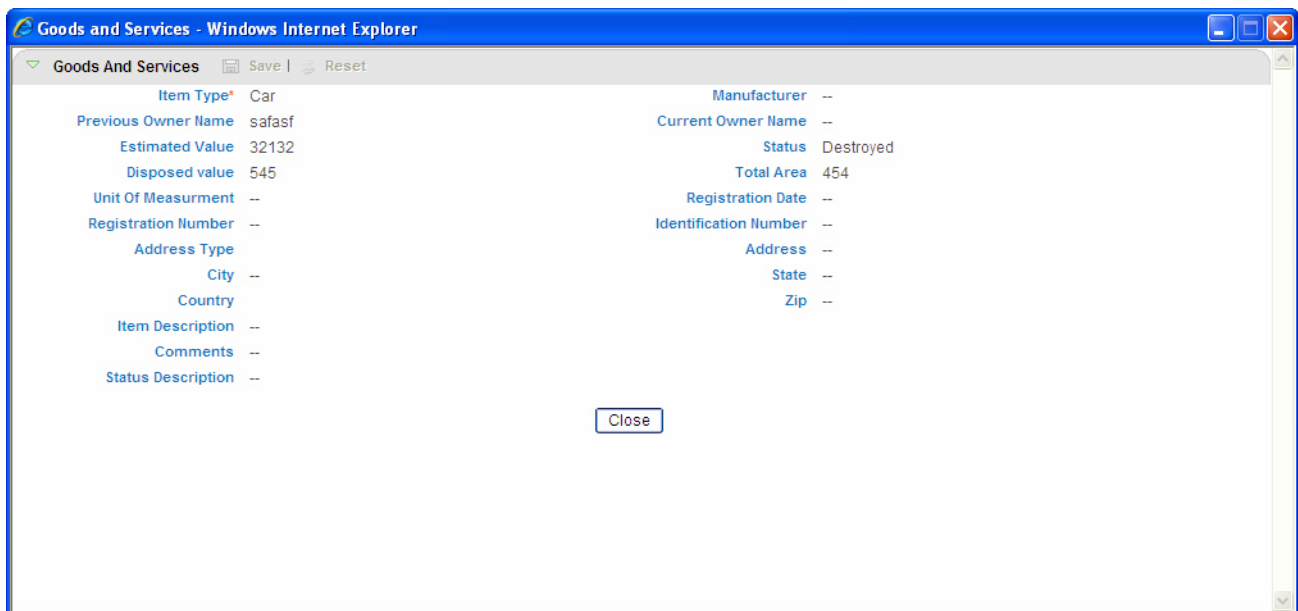 Goods and Services - Windows Internet Explorer
Goods And Services Save | Reset
Item Type* Car Manufacturer --
Previous Owner Name safasf Current Owner Name --
Estimated Value 32132 Status Destroyed
Disposed value 545 Total Area 454
Unit Of Measurment -- Registration Date --
Registration Number -- Identification Number --
Address Type Address --
City -- State --
Country Zip --
Item Description --
Comments --
Status Description --
Close